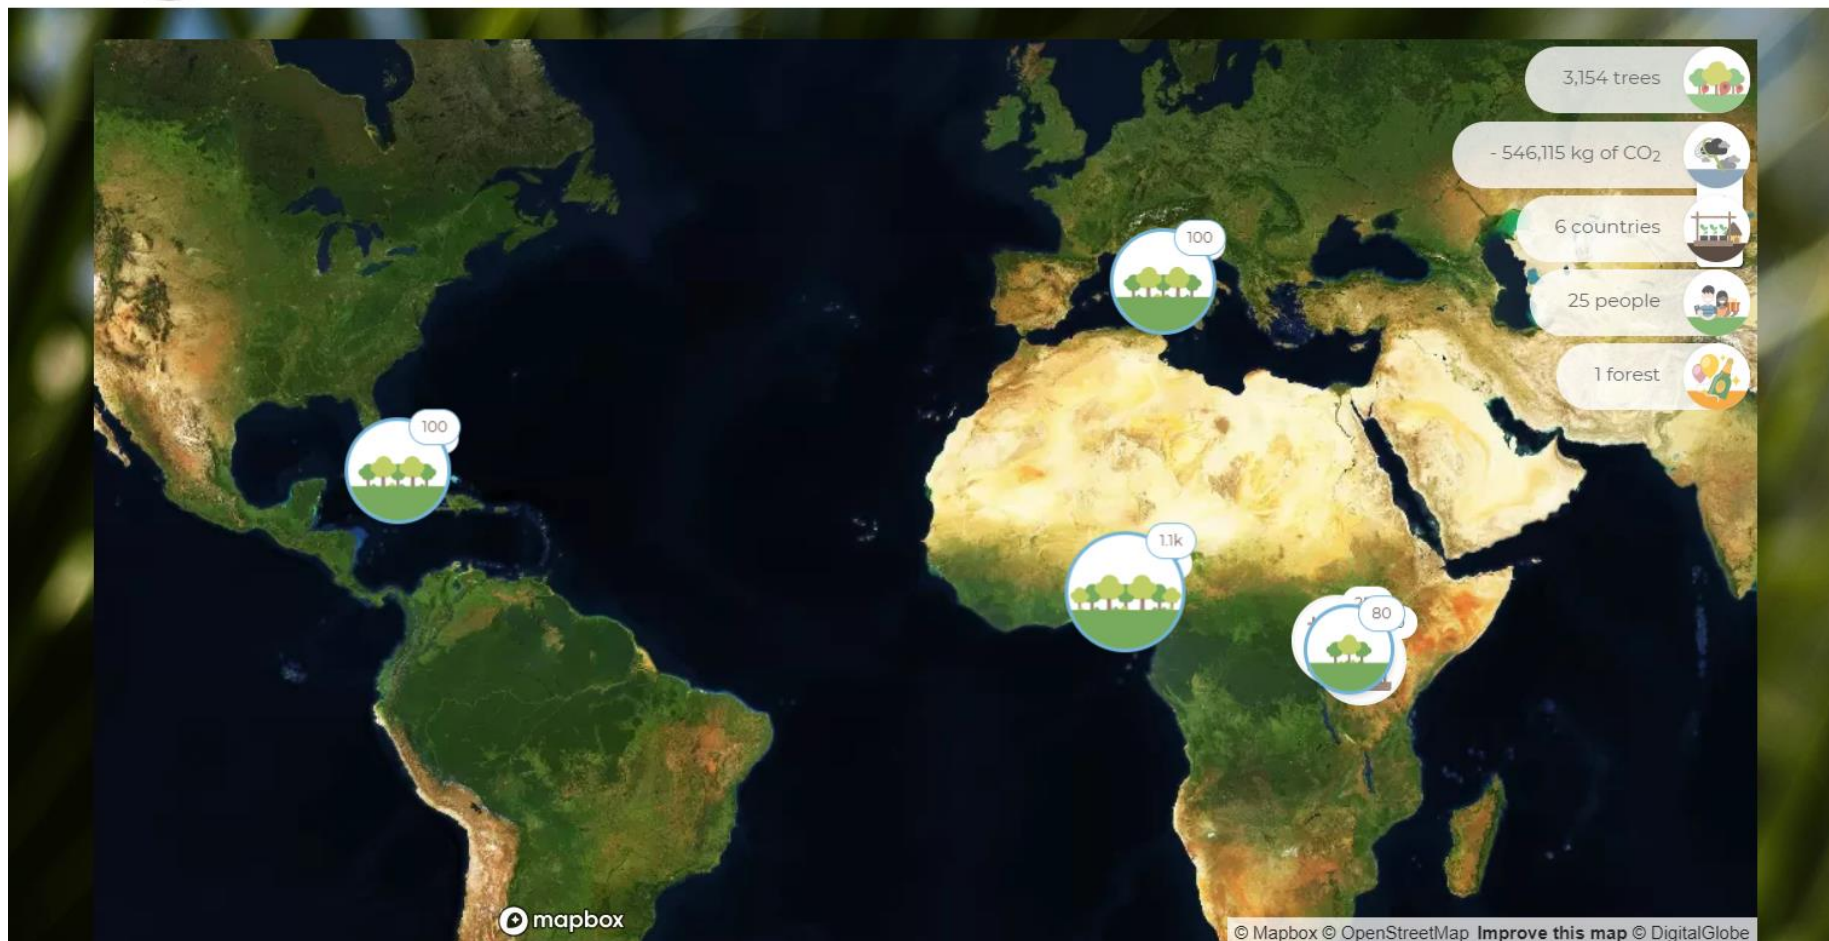 3,154 trees
- 546,115 kg of CO₂
6 countries
25 people
1 forest
100
100
1.1k
80
mapbox
© Mapbox © OpenStreetMap Improve this map © DigitalGlobe